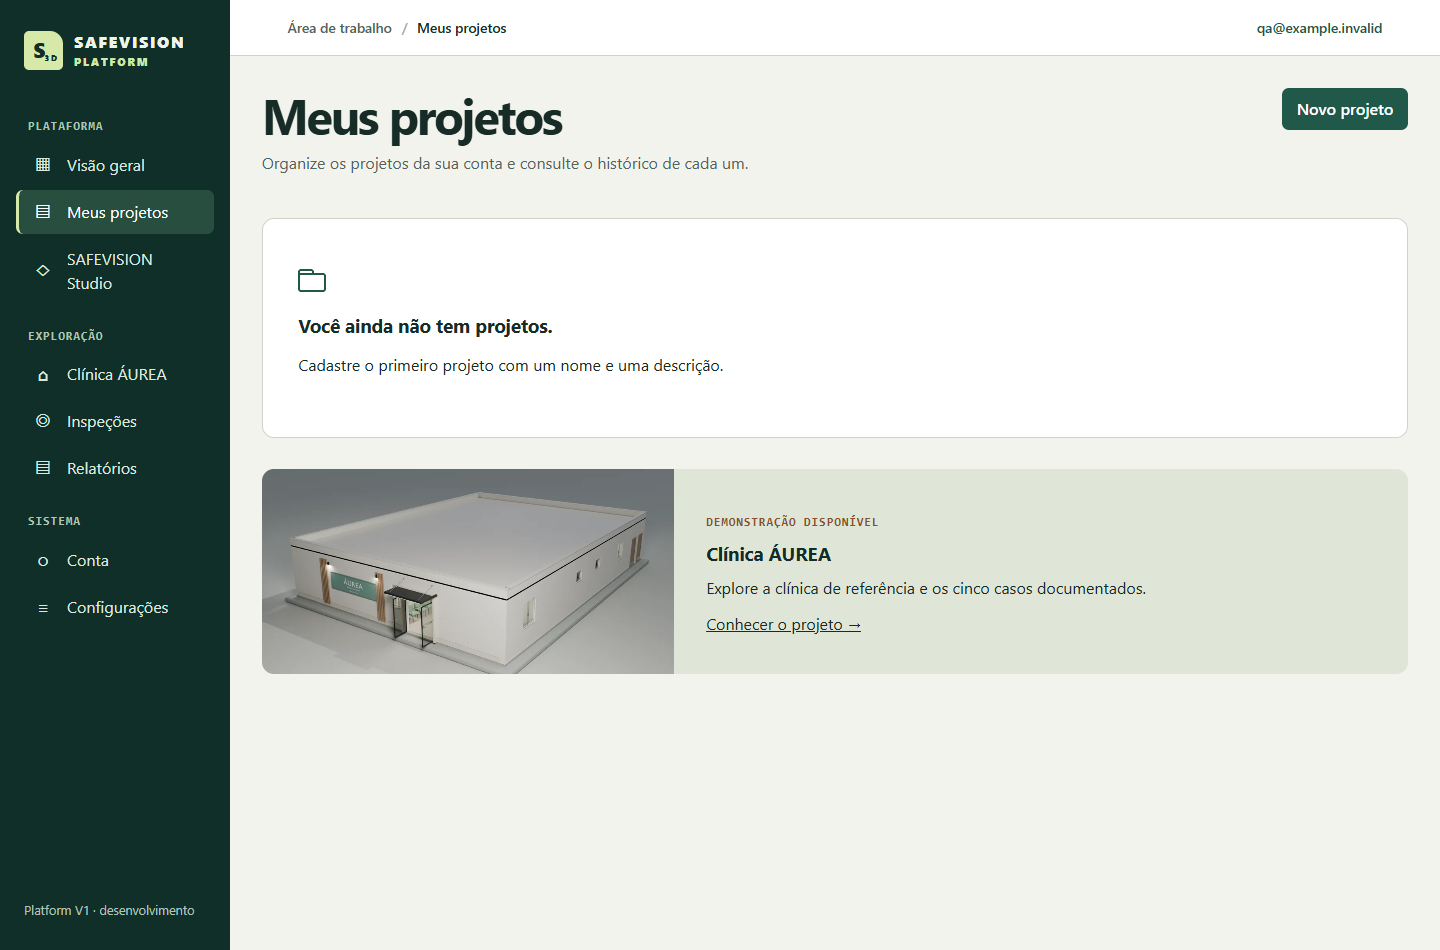 S3D
SAFEVISION
PLATFORM
PLATAFORMA
Visão geral
Meus projetos
SAFEVISION
Studio
EXPLORAÇÃO
Clínica ÁUREA
Inspeções
Relatórios
SISTEMA
Conta
Configurações
Platform V1 · desenvolvimento
Área de trabalho / Meus projetos
qa@example.invalid
Meus projetos
Novo projeto
Organize os projetos da sua conta e consulte o histórico de cada um.
Você ainda não tem projetos.
Cadastre o primeiro projeto com um nome e uma descrição.
ÁUREA
DEMONSTRAÇÃO DISPONÍVEL
Clínica ÁUREA
Explore a clínica de referência e os cinco casos documentados.
Conhecer o projeto →